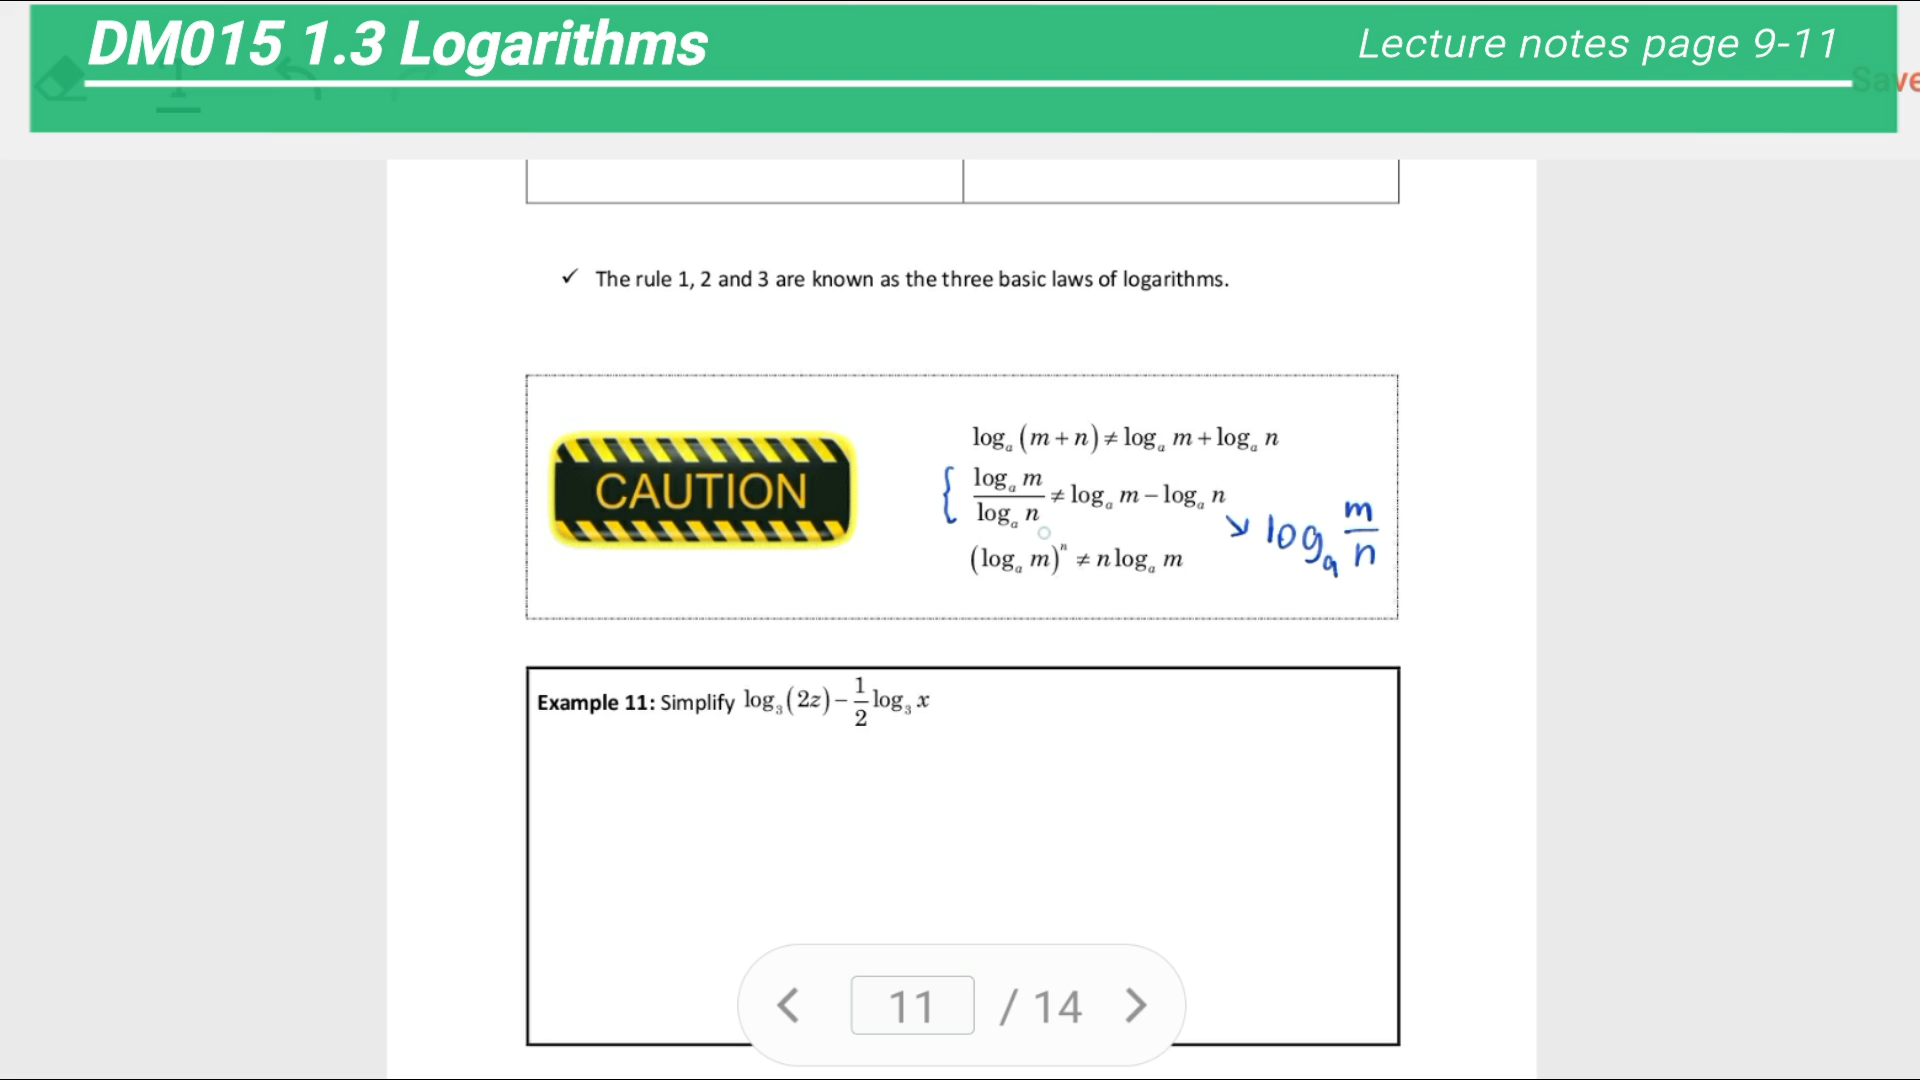 DM015 1.3 Logarithms
Lecture notes page 9-11
Save
✓ The rule 1, 2 and 3 are known as the three basic laws of logarithms.
CAUTION
logₐ(m + n) ≠ logₐ m + logₐ n
{ logₐ m / logₐ n ≠ logₐ m − logₐ n
↘ logₐ m/n
(logₐ m)ⁿ ≠ n logₐ m
Example 11: Simplify log₃(2z) − 1/2 log₃ x
11 / 14